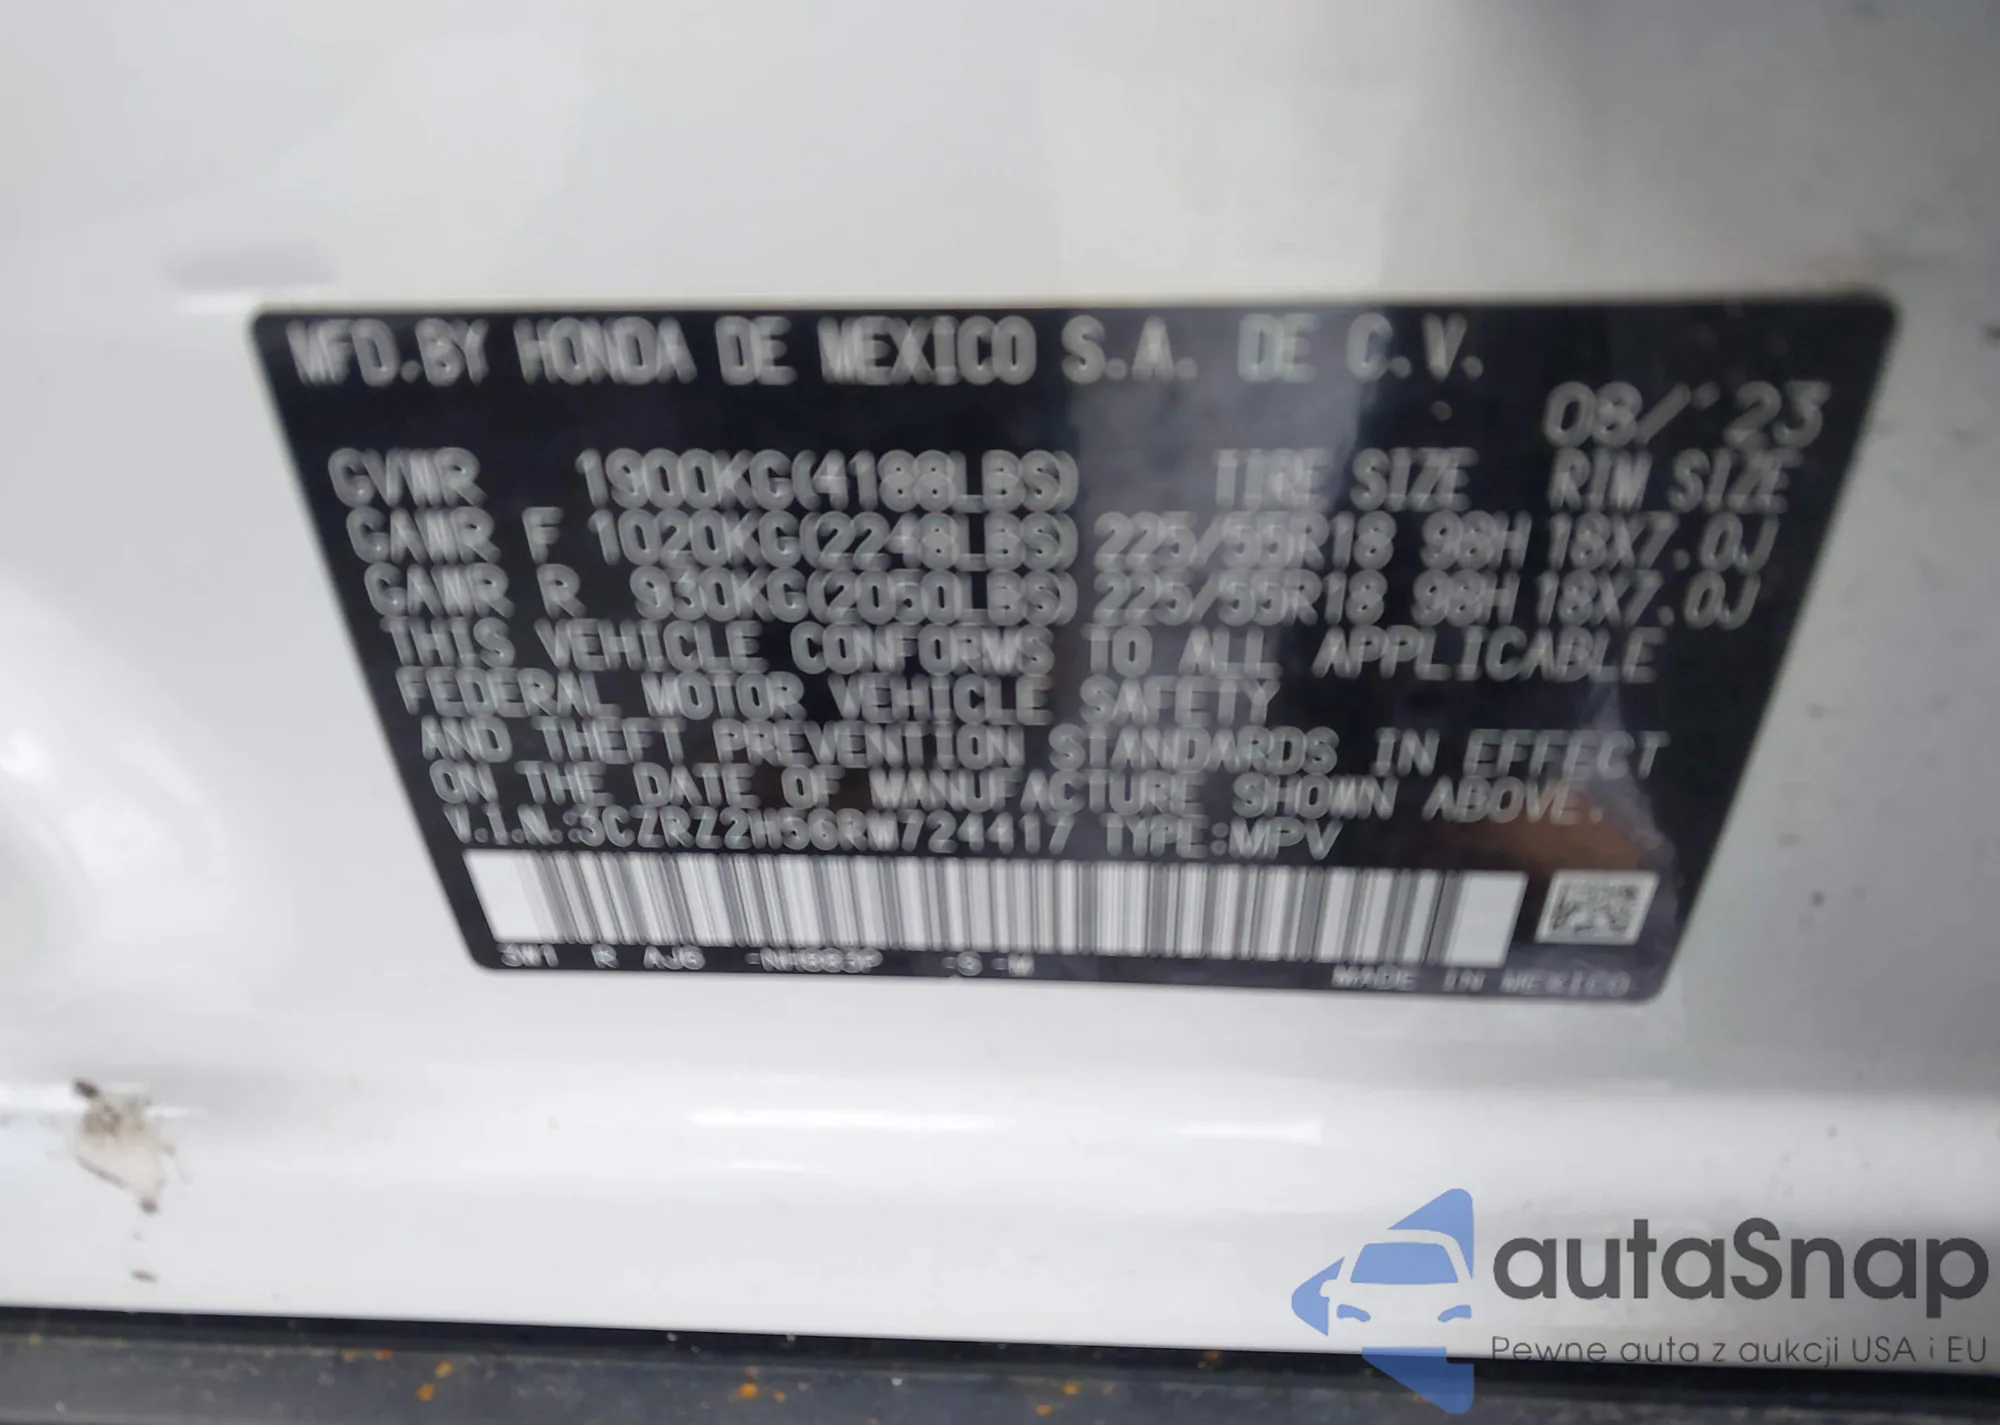 MFD.BY HONDA DE MEXICO S.A. DE C.V.
08/'23
GVWR 1900KG(4188LBS) TIRE SIZE RIM SIZE
GAWR F 1020KG(2248LBS) 225/55R18 98H 18X7.0J
GAWR R 930KG(2050LBS) 225/55R18 98H 18X7.0J
THIS VEHICLE CONFORMS TO ALL APPLICABLE
FEDERAL MOTOR VEHICLE SAFETY
AND THEFT PREVENTION STANDARDS IN EFFECT
ON THE DATE OF MANUFACTURE SHOWN ABOVE.
V.I.N.:3CZRZ2H56RM724417 TYPE:MPV
3W1 R AJ6 -NH883P -S -W
MADE IN MEXICO
autaSnap
Pewne auta z aukcji USA i EU